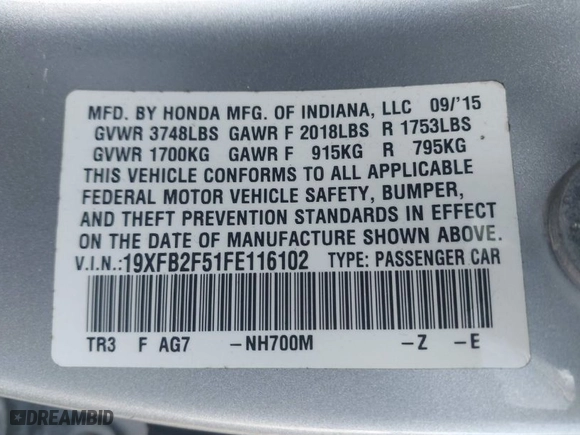 MFD. BY HONDA MFG. OF INDIANA, LLC 09/'15
GVWR 3748LBS GAWR F 2018LBS R 1753LBS
GVWR 1700KG GAWR F 915KG R 795KG
THIS VEHICLE CONFORMS TO ALL APPLICABLE
FEDERAL MOTOR VEHICLE SAFETY, BUMPER,
AND THEFT PREVENTION STANDARDS IN EFFECT
ON THE DATE OF MANUFACTURE SHOWN ABOVE.
V.I.N.:19XFB2F51FE116102 TYPE: PASSENGER CAR
TR3 F AG7 -NH700M -Z -E
DREAMBID